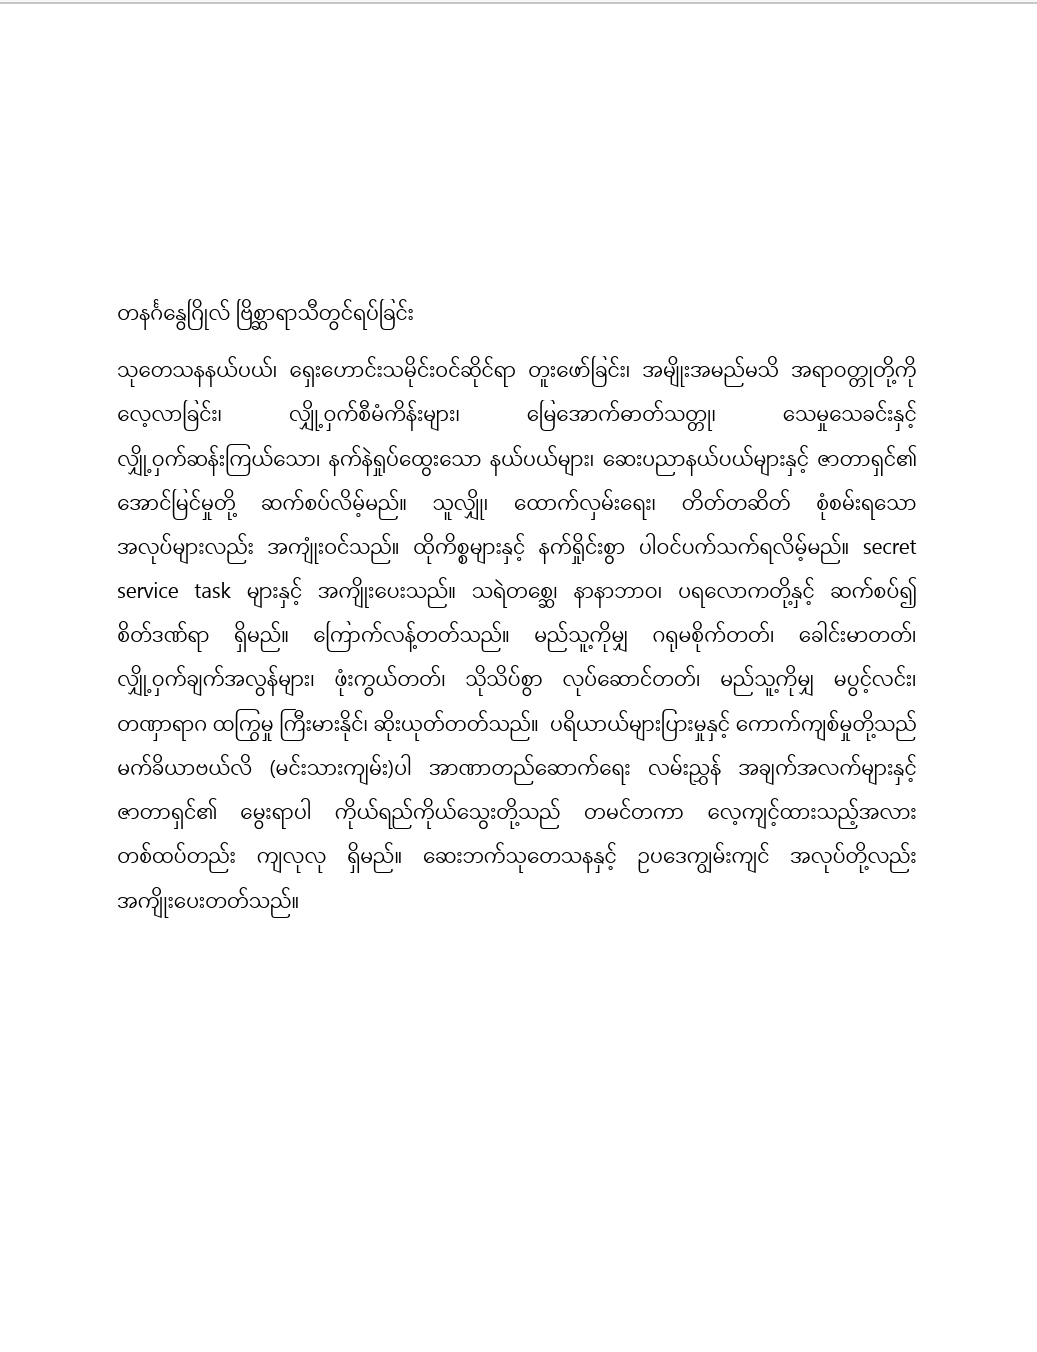 တနင်္ဂနွေဂြိုလ် ဗြိစ္ဆာရာသီတွင်ရပ်ခြင်း
သုတေသနနယ်ပယ်၊ ရှေးဟောင်းသမိုင်းဝင်ဆိုင်ရာ တူးဖော်ခြင်း၊ အမျိုးအမည်မသိ အရာဝတ္တုတို့ကို
လေ့လာခြင်း၊ လျှို့ဝှက်စီမံကိန်းများ၊ မြေအောက်ဓာတ်သတ္တု၊ သေမှုသေခင်းနှင့်
လျှို့ဝှက်ဆန်းကြယ်သော၊ နက်နဲရှုပ်ထွေးသော နယ်ပယ်များ၊ ဆေးပညာနယ်ပယ်များနှင့် ဇာတာရှင်၏
အောင်မြင်မှုတို့ ဆက်စပ်လိမ့်မည်။ သူလျှို၊ ထောက်လှမ်းရေး၊ တိတ်တဆိတ် စုံစမ်းရသော
အလုပ်များလည်း အကျုံးဝင်သည်။ ထိုကိစ္စများနှင့် နက်ရှိုင်းစွာ ပါဝင်ပက်သက်ရလိမ့်မည်။ secret
service task များနှင့် အကျိုးပေးသည်။ သရဲတစ္ဆေ၊ နာနာဘာဝ၊ ပရလောကတို့နှင့် ဆက်စပ်၍
စိတ်ဒဏ်ရာ ရှိမည်။ ကြောက်လန့်တတ်သည်။ မည်သူ့ကိုမျှ ဂရုမစိုက်တတ်၊ ခေါင်းမာတတ်၊
လျှို့ဝှက်ချက်အလွန်များ၊ ဖုံးကွယ်တတ်၊ သိုသိပ်စွာ လုပ်ဆောင်တတ်၊ မည်သူ့ကိုမျှ မပွင့်လင်း၊
တဏှာရာဂ ထကြွမှု ကြီးမားနိုင်၊ ဆိုးယုတ်တတ်သည်။ ပရိယာယ်များပြားမှုနှင့် ကောက်ကျစ်မှုတို့သည်
မက်ခိယာဗယ်လိ (မင်းသားကျမ်း)ပါ အာဏာတည်ဆောက်ရေး လမ်းညွှန် အချက်အလက်များနှင့်
ဇာတာရှင်၏ မွေးရာပါ ကိုယ်ရည်ကိုယ်သွေးတို့သည် တမင်တကာ လေ့ကျင့်ထားသည့်အလား
တစ်ထပ်တည်း ကျလုလု ရှိမည်။ ဆေးဘက်သုတေသနနှင့် ဥပဒေကျွမ်းကျင် အလုပ်တို့လည်း
အကျိုးပေးတတ်သည်။